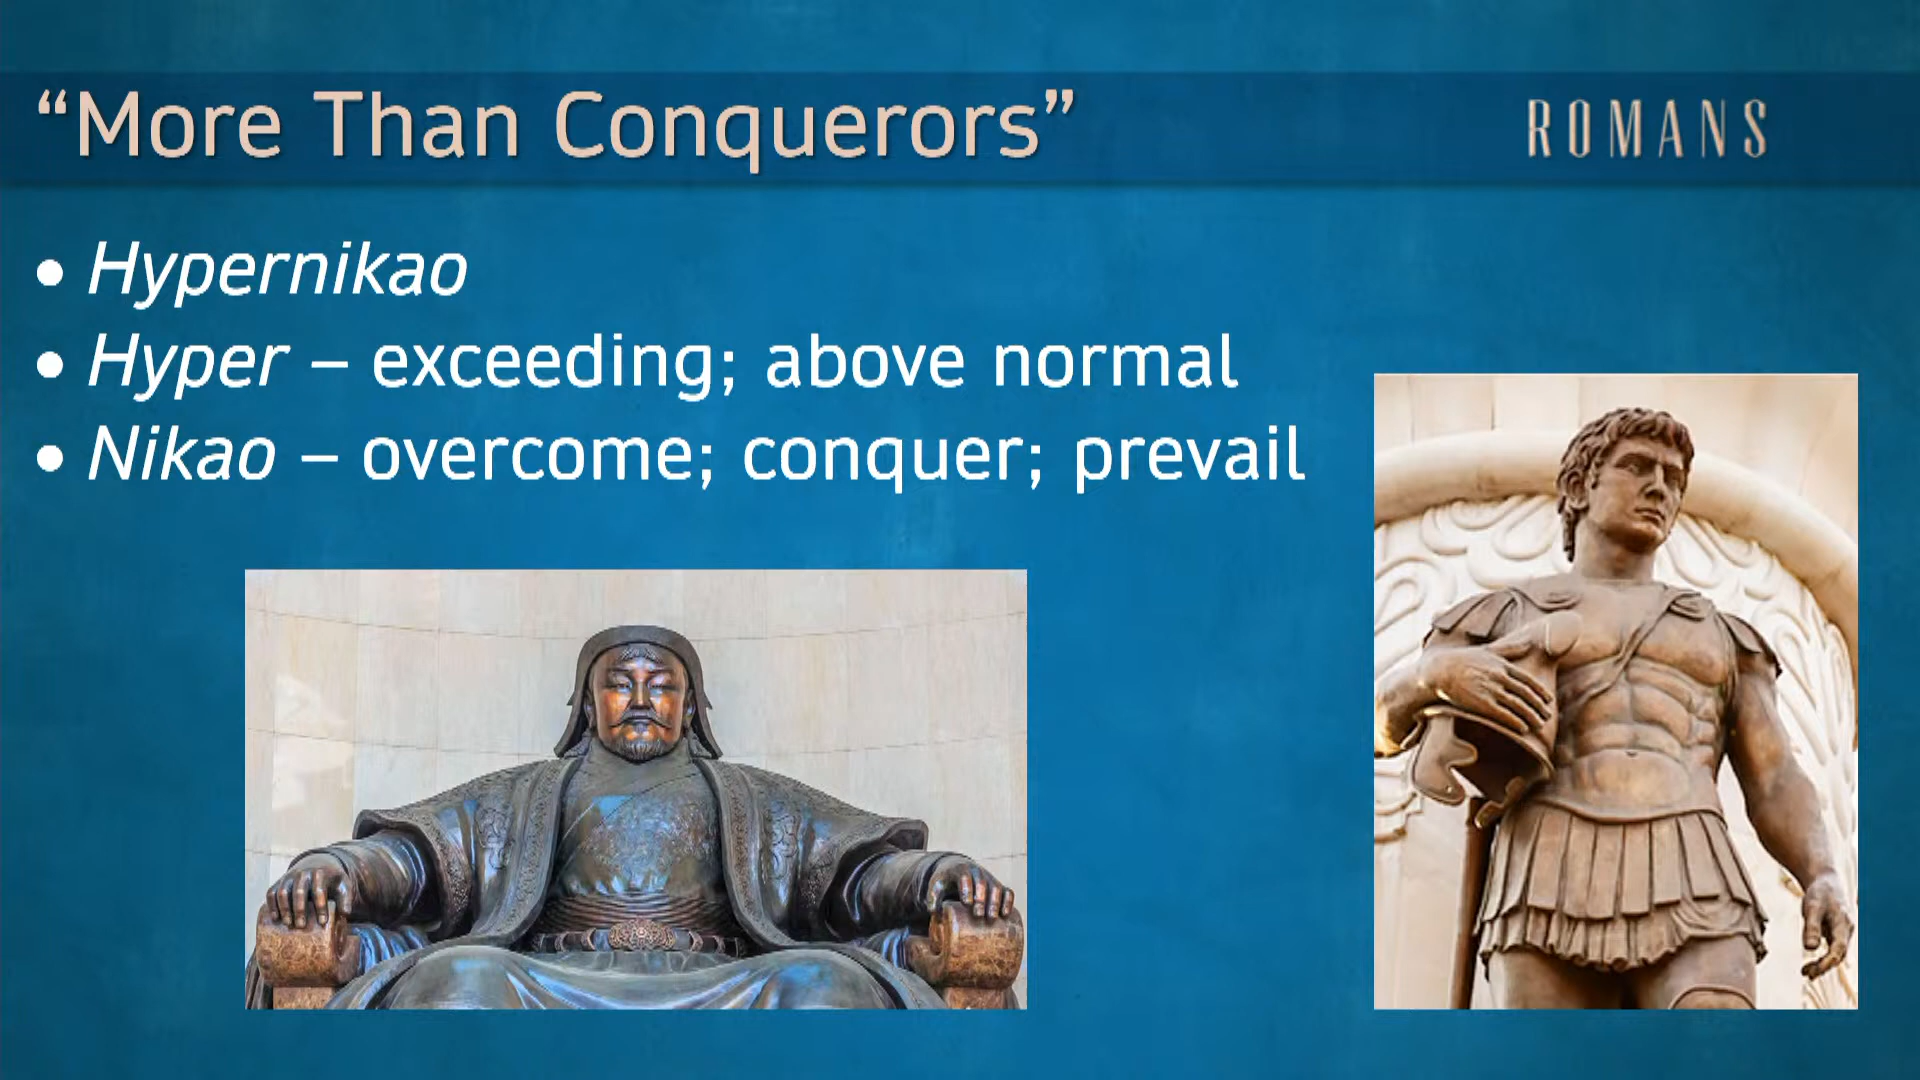 “More Than Conquerors”
ROMANS
• Hypernikao
• Hyper – exceeding; above normal
• Nikao – overcome; conquer; prevail